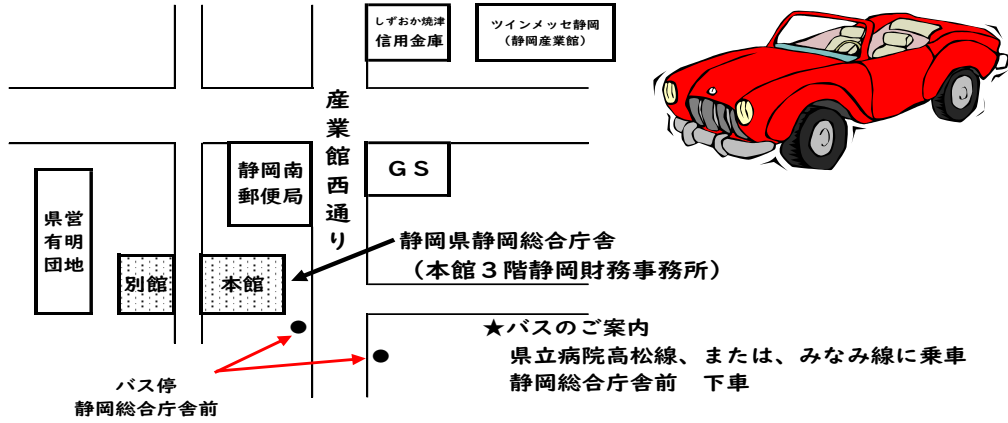 しずおか焼津
信用金庫
ツインメッセ静岡
（静岡産業館）
産業館西通り
静岡南
郵便局
ＧＳ
県営
有明
団地
別館
本館
静岡県静岡総合庁舎
（本館３階静岡財務事務所）
★バスのご案内
県立病院高松線、または、みなみ線に乗車
静岡総合庁舎前　下車
バス停
静岡総合庁舎前